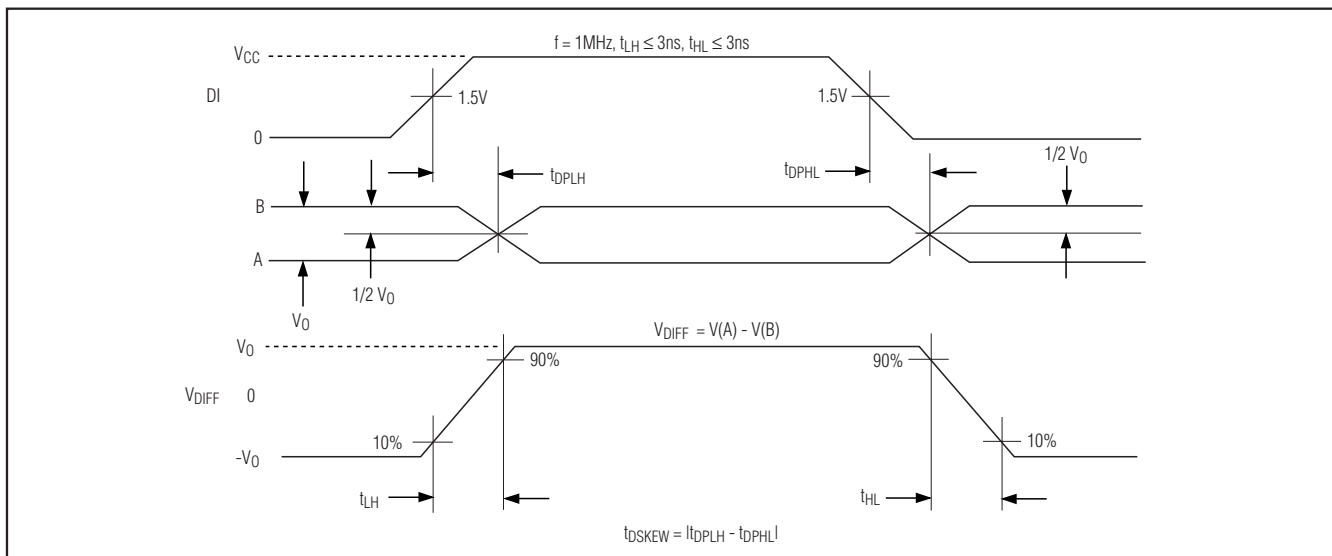 f = 1MHz, tLH ≤ 3ns, tHL ≤ 3ns
VCC
DI
1.5V
1.5V
0
tDPLH
tDPHL
1/2 VO
B
A
1/2 VO
VO
VDIFF = V(A) - V(B)
VO
90%
90%
VDIFF 0
10%
10%
-VO
tLH
tHL
tDSKEW = |tDPLH - tDPHL|